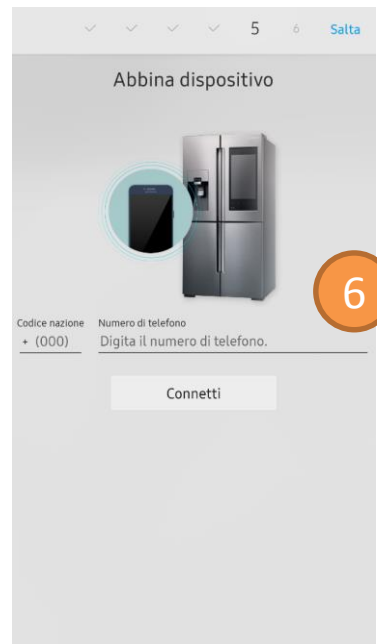 5 6 Salta
Abbina dispositivo
6
Codice nazione Numero di telefono
+ (000) Digita il numero di telefono.
Connetti